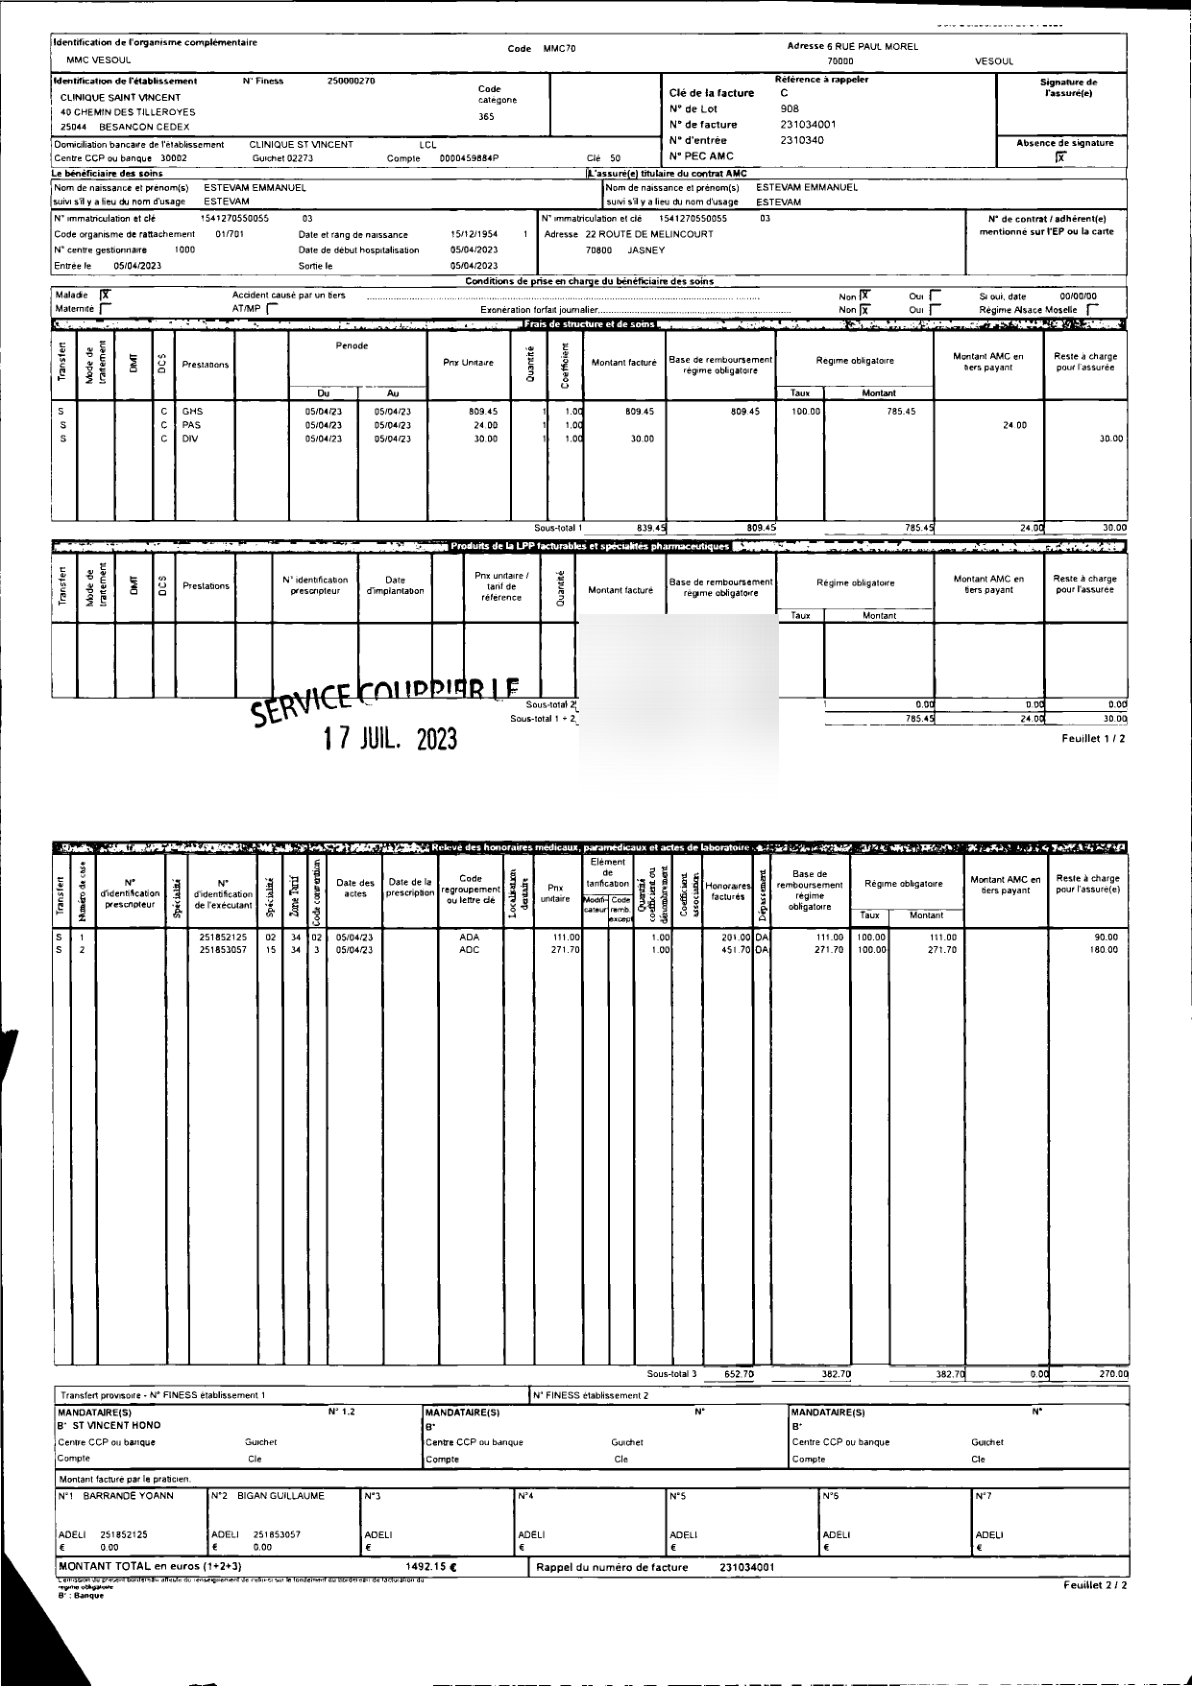 Identification de l'organisme complémentaire
Code MMC70
Adresse 6 RUE PAUL MOREL
MMC VESOUL
70000 VESOUL
Identification de l'établissement N° Finess 250000270
CLINIQUE SAINT VINCENT
40 CHEMIN DES TILLEROYES
25044 BESANCON CEDEX
Code catégorie
365
Référence à rappeler
Clé de la facture C
N° de Lot 908
N° de facture 231034001
N° d'entrée 2310340
N° PEC AMC
Signature de l'assuré(e)
Absence de signature
X
Domiciliation bancaire de l'établissement CLINIQUE ST VINCENT LCL
Centre CCP ou banque 30002 Guichet 02273 Compte 0000459884P Clé 50
Le bénéficiaire des soins
L'assuré(e) titulaire du contrat AMC
Nom de naissance et prénom(s) ESTEVAM EMMANUEL
suivi s'il y a lieu du nom d'usage ESTEVAM
Nom de naissance et prénom(s) ESTEVAM EMMANUEL
suivi s'il y a lieu du nom d'usage ESTEVAM
N° immatriculation et clé 1541270550055 03
Code organisme de rattachement 01/701 Date et rang de naissance 15/12/1954 1
N° centre gestionnaire 1000 Date de début hospitalisation 05/04/2023
Entrée le 05/04/2023 Sortie le 05/04/2023
N° immatriculation et clé 1541270550055 03
Adresse 22 ROUTE DE MELINCOURT
70800 JASNEY
N° de contrat / adhérent(e)
mentionné sur l'EP ou la carte
Conditions de prise en charge du bénéficiaire des soins
Maladie X Accident causé par un tiers Non X Oui Si oui, date 00/00/00
Maternité AT/MP Exonération forfait journalier Non X Oui Régime Alsace Moselle
Frais de structure et de soins
Transfert Mode de traitement DMT DCS Prestations Période Du Au Prix Unitaire Quantité Coefficient Montant facturé Base de remboursement régime obligatoire Régime obligatoire Taux Montant Montant AMC en tiers payant Reste à charge pour l'assurée
S C GHS 05/04/23 05/04/23 809.45 1 1.00 809.45 809.45 100.00 785.45
S C PAS 05/04/23 05/04/23 24.00 1 1.00 24.00
S C DIV 05/04/23 05/04/23 30.00 1 1.00 30.00 30.00
Sous-total 1 839.45 809.45 785.45 24.00 30.00
Produits de la LPP facturables et spécialités pharmaceutiques
Transfert Mode de traitement DMT DCS Prestations N° identification prescripteur Date d'implantation Prix unitaire / tarif de référence Quantité Montant facturé Base de remboursement régime obligatoire Régime obligatoire Taux Montant Montant AMC en tiers payant Reste à charge pour l'assurée
SERVICE COURRIER LE
17 JUIL. 2023
Sous-total 2 0.00 0.00 0.00
Sous-total 1 + 2 785.45 24.00 30.00
Feuillet 1 / 2
Relevé des honoraires médicaux, paramédicaux et actes de laboratoire
Transfert Numéro de ligne N° d'identification prescripteur Spécialité N° d'identification de l'exécutant Spécialité Zone Tarif Code convention Date des actes Date de la prescription Code regroupement ou lettre clé Localisation dentaire Prix unitaire Elément de tarification Modificateur Code remb. except Quantité coefficient ou dénombrement Coefficient association Honoraires facturés Dépassement Base de remboursement régime obligatoire Régime obligatoire Taux Montant Montant AMC en tiers payant Reste à charge pour l'assuré(e)
S 1 251852125 02 34 02 05/04/23 ADA 111.00 1.00 201.00 DA 111.00 100.00 111.00 90.00
S 2 251853057 15 34 3 05/04/23 ADC 271.70 1.00 451.70 DA 271.70 100.00 271.70 180.00
Sous-total 3 652.70 382.70 382.70 0.00 270.00
Transfert provisoire - N° FINESS établissement 1
N° FINESS établissement 2
MANDATAIRE(S) N° 1.2
B* ST VINCENT HOND
Centre CCP ou banque Guichet
Compte Cle
MANDATAIRE(S) N°
B*
Centre CCP ou banque Guichet
Compte Cle
MANDATAIRE(S) N°
B*
Centre CCP ou banque Guichet
Compte Cle
Montant facturé par le praticien.
N°1 BARRANDE YOANN N°2 BIGAN GUILLAUME N°3 N°4 N°5 N°5 N°7
ADELI 251852125 ADELI 251853057 ADELI ADELI ADELI ADELI ADELI
€ 0.00 € 0.00 € € € € €
MONTANT TOTAL en euros (1+2+3) 1492.15 €
Rappel du numéro de facture 231034001
régime obligatoire
B* : Banque
Feuillet 2 / 2